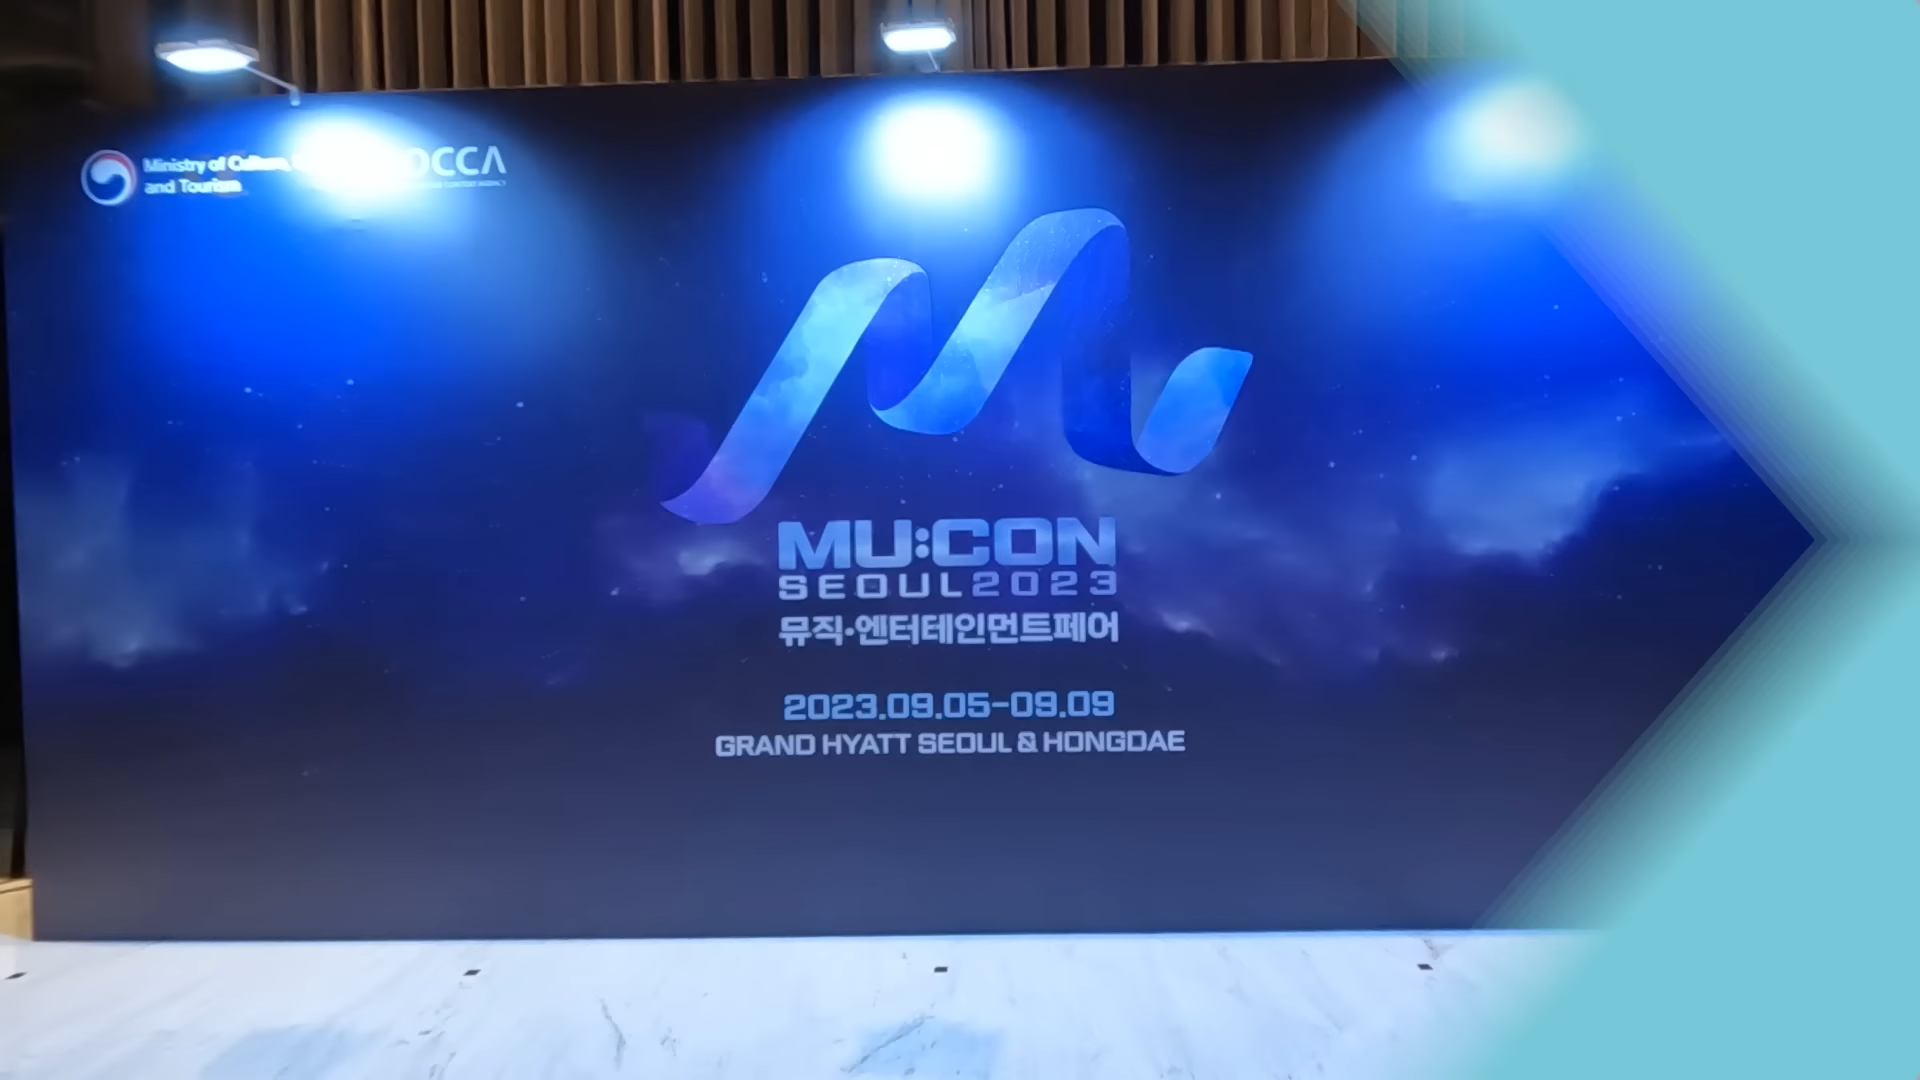 Ministry of Culture,
and Tourism
OCCA
MU:CON
SEOUL2023
뮤직·엔터테인먼트페어
2023.09.05-09.09
GRAND HYATT SEOUL & HONGDAE